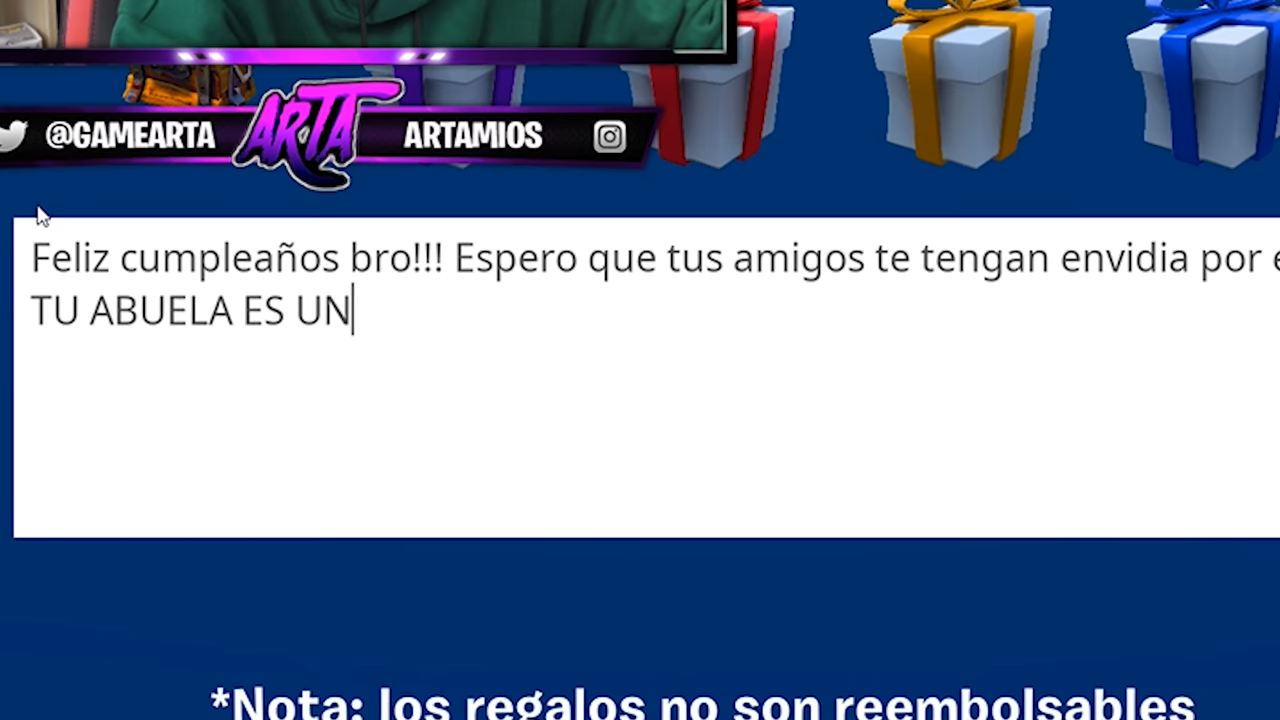 @GAMEARTA ARTA ARTAMIOS
Feliz cumpleaños bro!!! Espero que tus amigos te tengan envidia por
TU ABUELA ES UN
*Nota: los regalos no son reembolsables